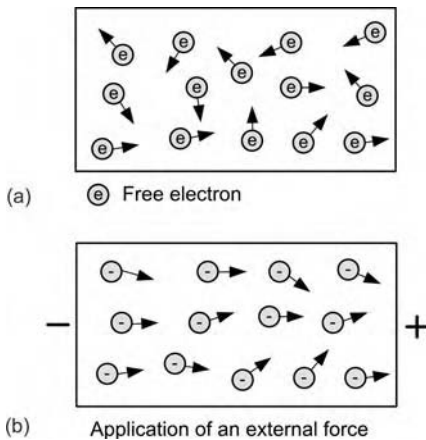 e e e e e
e e e e
e e e e e
(a)
e Free electron
- - - -
− - - - - +
- - - - -
(b) Application of an external force